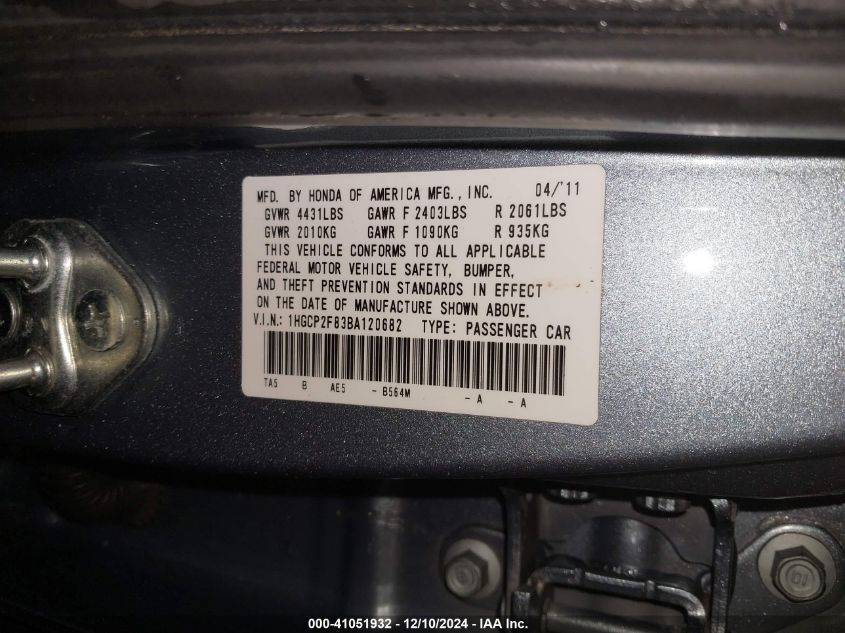 MFD. BY HONDA OF AMERICA MFG., INC. 04/'11
GVWR 4431LBS GAWR F 2403LBS R 2061LBS
GVWR 2010KG GAWR F 1090KG R 935KG
THIS VEHICLE CONFORMS TO ALL APPLICABLE
FEDERAL MOTOR VEHICLE SAFETY, BUMPER,
AND THEFT PREVENTION STANDARDS IN EFFECT
ON THE DATE OF MANUFACTURE SHOWN ABOVE.
V.I.N.: 1HGCP2F83BA120682 TYPE: PASSENGER CAR
TA5 B AE5 - B564M - A - A
000-41051932 - 12/10/2024 - IAA Inc.